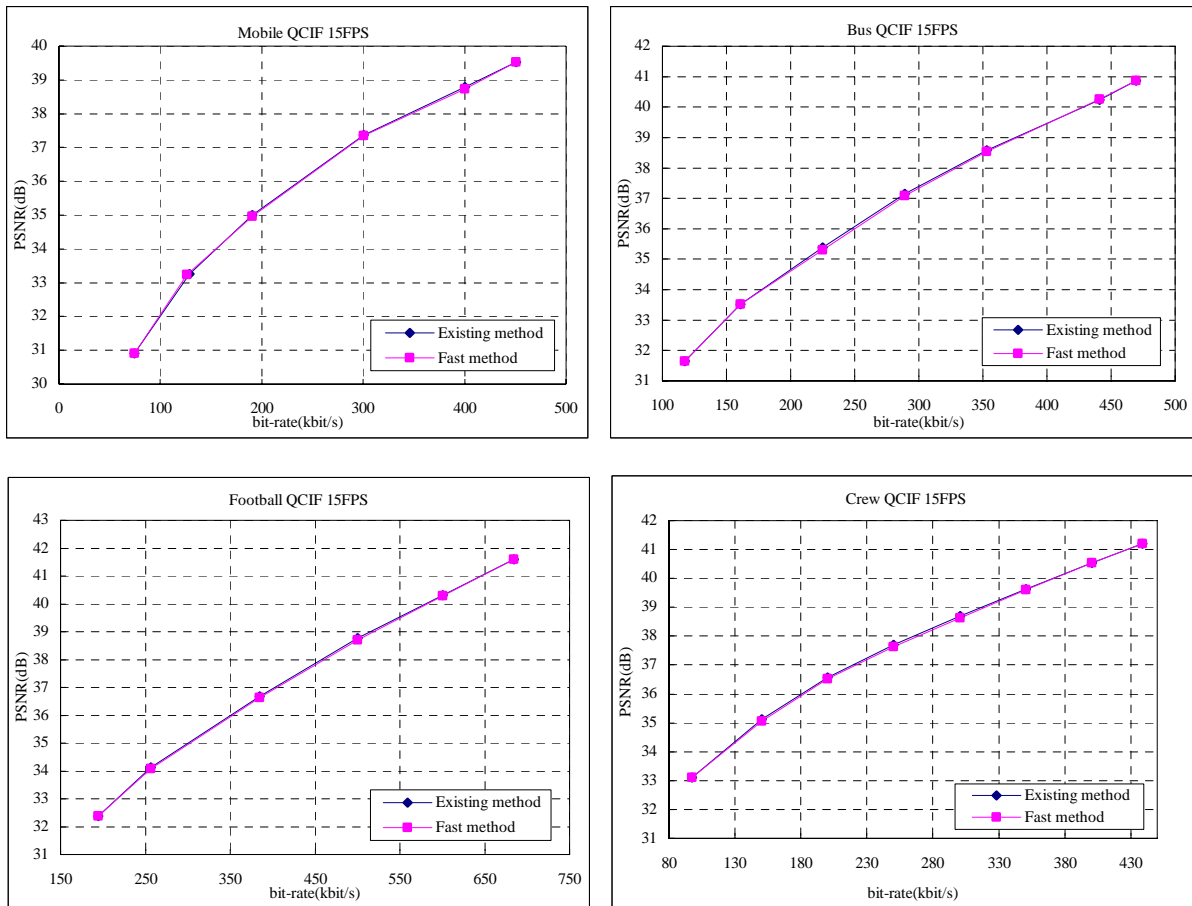 Mobile QCIF 15FPS
40
39
38
37
36
35
34
33
32
31
30
PSNR(dB)
0 100 200 300 400 500
bit-rate(kbit/s)
Existing method
Fast method
Bus QCIF 15FPS
42
41
40
39
38
37
36
35
34
33
32
31
PSNR(dB)
100 150 200 250 300 350 400 450 500
bit-rate(kbit/s)
Existing method
Fast method
Football QCIF 15FPS
43
42
41
40
39
38
37
36
35
34
33
32
31
PSNR(dB)
150 250 350 450 550 650 750
bit-rate(kbit/s)
Existing method
Fast method
Crew QCIF 15FPS
42
41
40
39
38
37
36
35
34
33
32
31
PSNR(dB)
80 130 180 230 280 330 380 430
bit-rate(kbit/s)
Existing method
Fast method